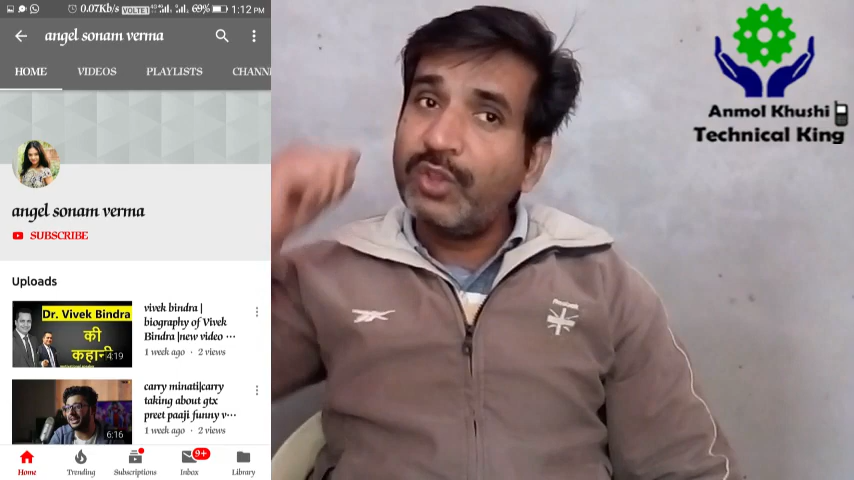 0.07Kb/s VOLTE 4G 69% 1:12 PM
angel sonam verma
HOME VIDEOS PLAYLISTS CHANN
angel sonam verma
SUBSCRIBE
Uploads
Dr. Vivek Bindra
की
कहानी
4:19
vivek bindra |
biography of Vivek
Bindra |new video ...
1 week ago · 2 views
6:16
carry minati|carry
taking about gtx
preet paaji funny v...
1 week ago · 2 views
9+
Home Trending Subscriptions Inbox Library
Anmol Khushi
Technical King
Reebok